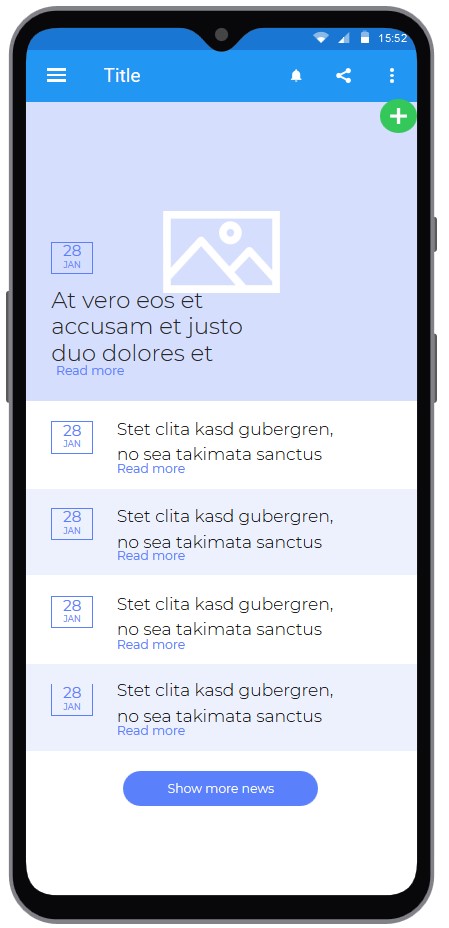 15:52
Title
28
JAN
At vero eos et
accusam et justo
duo dolores et
Read more
28
JAN
Stet clita kasd gubergren,
no sea takimata sanctus
Read more
28
JAN
Stet clita kasd gubergren,
no sea takimata sanctus
Read more
28
JAN
Stet clita kasd gubergren,
no sea takimata sanctus
Read more
28
JAN
Stet clita kasd gubergren,
no sea takimata sanctus
Read more
Show more news